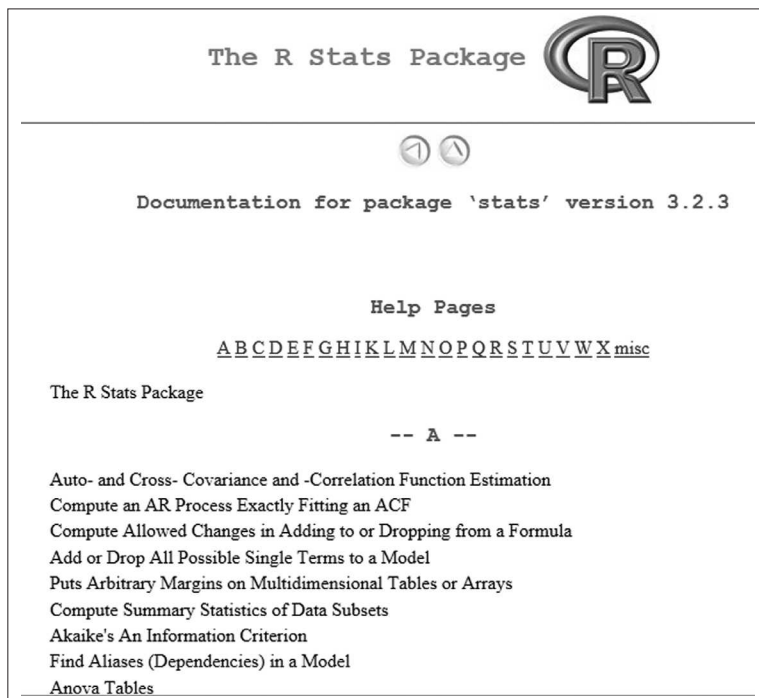 The R Stats Package R
Documentation for package ‘stats’ version 3.2.3
Help Pages
A B C D E F G H I K L M N O P Q R S T U V W X misc
The R Stats Package
-- A --
Auto- and Cross- Covariance and -Correlation Function Estimation
Compute an AR Process Exactly Fitting an ACF
Compute Allowed Changes in Adding to or Dropping from a Formula
Add or Drop All Possible Single Terms to a Model
Puts Arbitrary Margins on Multidimensional Tables or Arrays
Compute Summary Statistics of Data Subsets
Akaike's An Information Criterion
Find Aliases (Dependencies) in a Model
Anova Tables